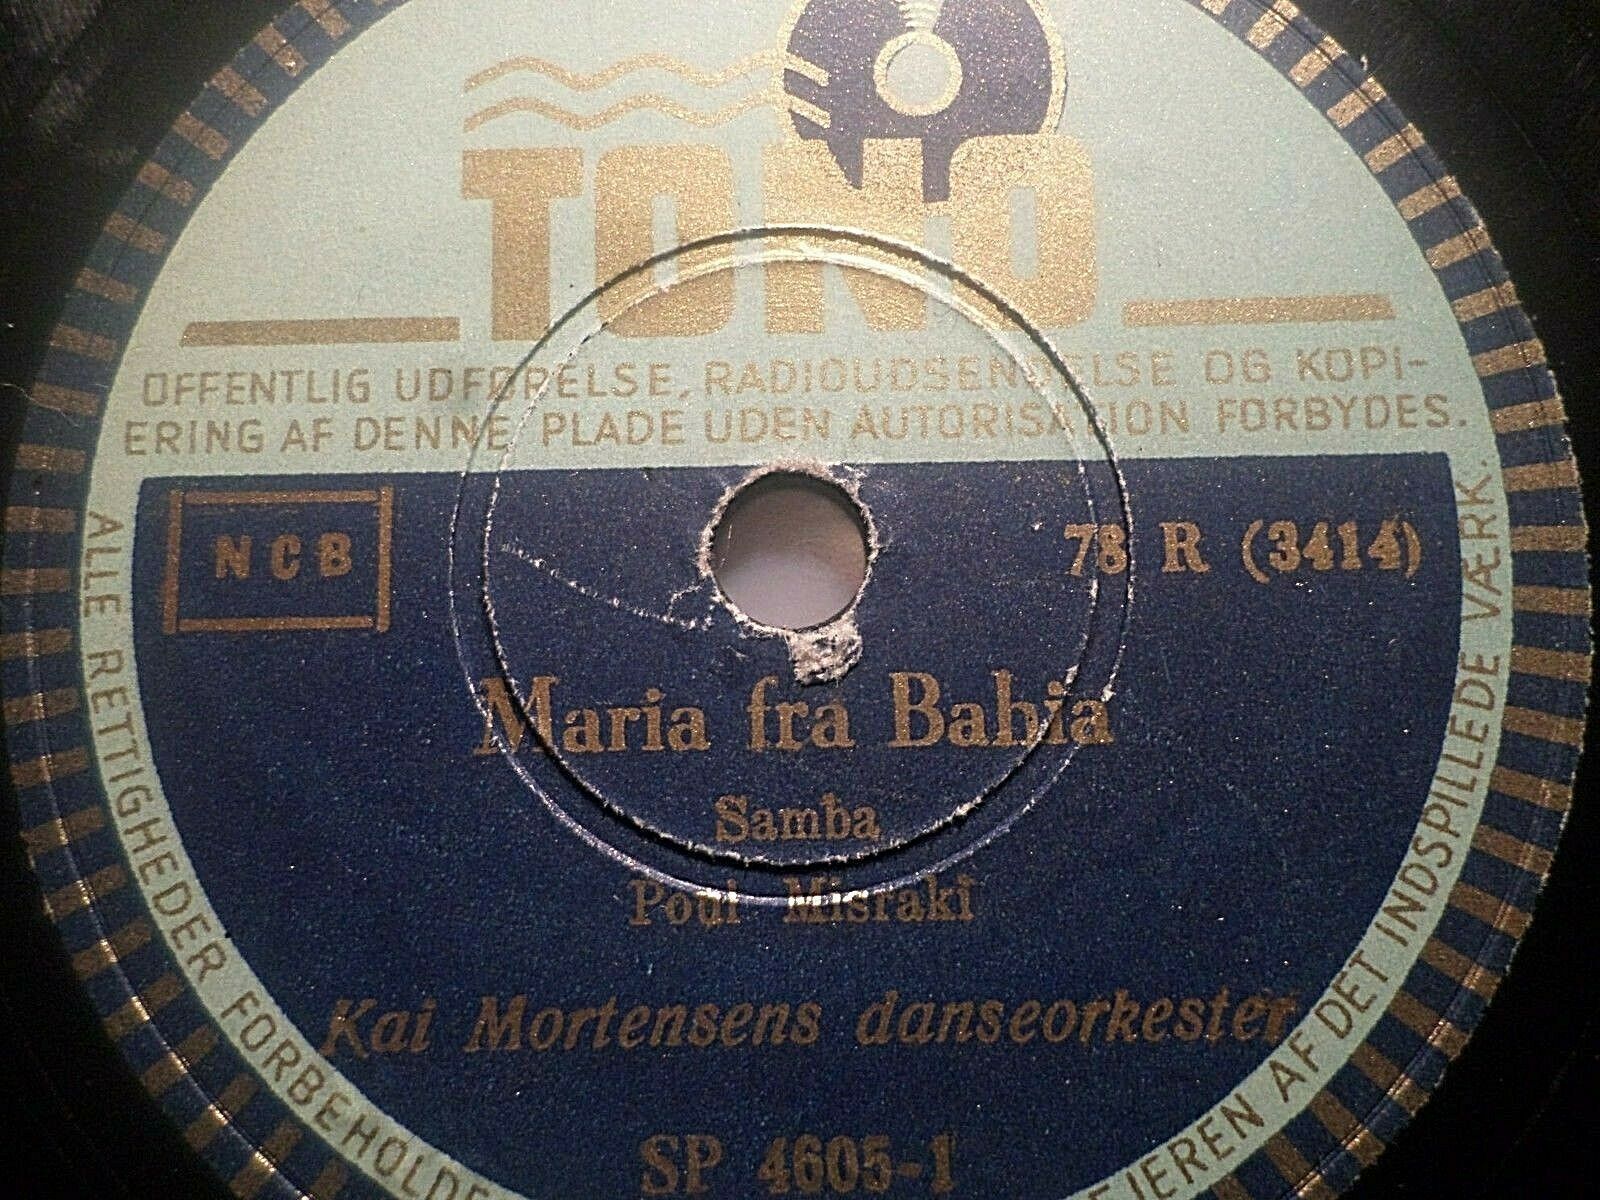 TONO
OFFENTLIG UDFØRELSE, RADIOUDSENDELSE OG KOPI-
ERING AF DENNE PLADE UDEN AUTORISATION FORBYDES.
NCB
78 R (3414)
Maria fra Bahia
Samba
Poul Misraki
Kai Mortensens danseorkester
SP 4605-1
ALLE RETTIGHEDER FORBEHOLDE
EJEREN AF DET INDSPILLEDE VÆRK.